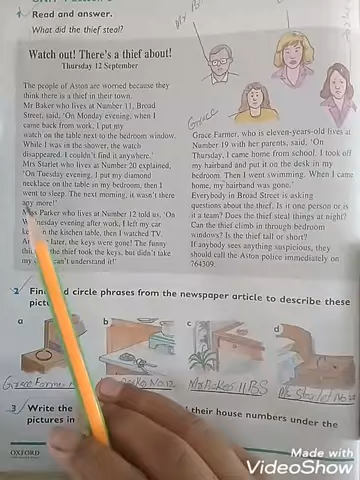 1 Read and answer.
What did the thief steal?
Mr B
Watch out! There's a thief about!
Thursday 12 September
The people of Aston are worried because they
think there is a thief in their town.
Mr Baker who lives at Number 11, Broad
Street, said, 'On Monday evening, when I
came back from work, I put my
watch on the table next to the bedroom window.
While I was in the shower, the watch
disappeared. I couldn't find it anywhere.'
Mrs Starlet who lives at Number 20 explained,
'On Tuesday evening, I put my diamond
necklace on the table in my bedroom, then I
went to sleep. The next morning, it wasn't there
any more!'
Miss Parker who lives at Number 12 told us, 'On
Wednesday evening after work, I left my car
on the kitchen table, then I watched TV.
later, the keys were gone! The funny
the thief took the keys, but didn't take
my can't understand it!'
Grace
Grace Farmer, who is eleven-years-old lives at
Number 19 with her parents, said, 'On
Thursday, I came home from school. I took off
my hairband and put it on the desk in my
bedroom. Then I went swimming. When I came
home, my hairband was gone.'
Everybody in Broad Street is asking
questions about the thief. Is it one person or is
it a team? Does the thief steal things at night?
Can the thief climb through bedroom
windows? Is the thief tall or short?
If anybody sees anything suspicious, they
should call the Aston police immediately on
764309.
2 Find and circle phrases from the newspaper article to describe these
a b c d
Grace Farmer No.12 Mr Baker 11 BS
3 Write the their house numbers under the
pictures in
OXFORD
Made with
VideoShow